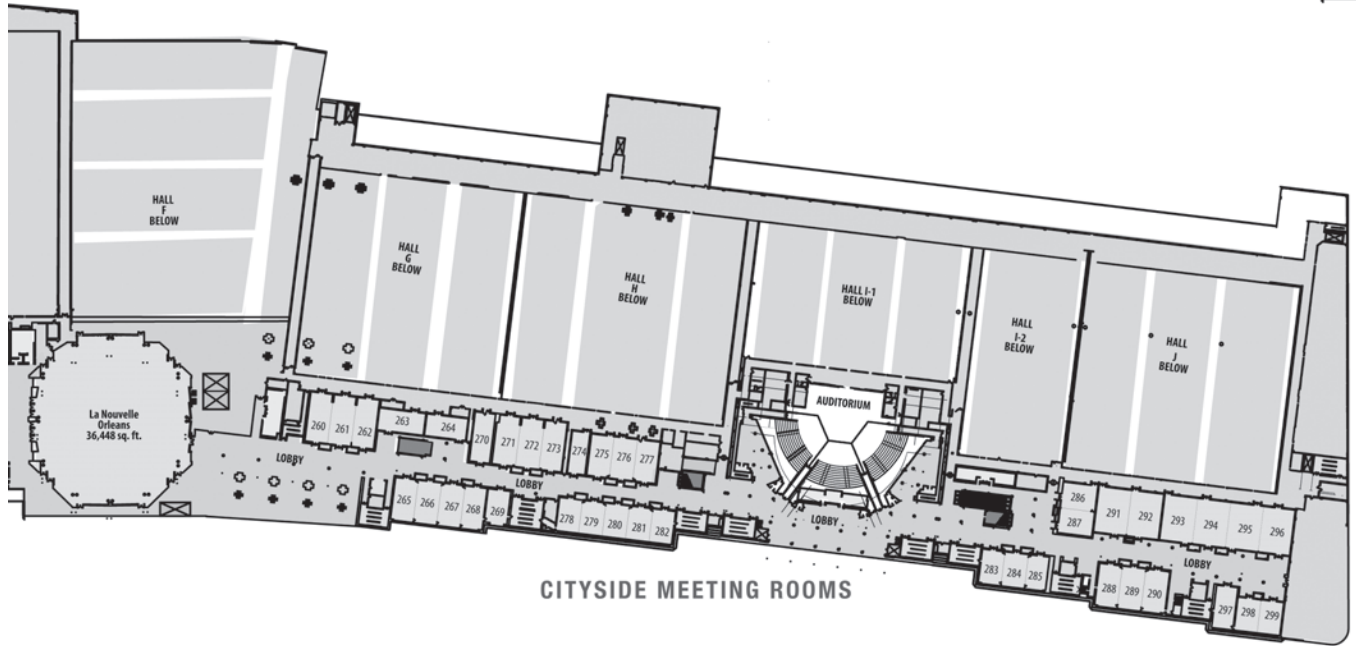 HALL
F
BELOW
HALL
G
BELOW
HALL
H
BELOW
HALL I-1
BELOW
HALL
I-2
BELOW
HALL
J
BELOW
La Nouvelle
Orleans
36,448 sq. ft.
AUDITORIUM
260 261 262 263 264 270 271 272 273 274 275 276 277
LOBBY
LOBBY
LOBBY
265 266 267 268 269 278 279 280 281 282
286
287
291 292 293 294 295 296
LOBBY
283 284 285 288 289 290 297 298 299
CITYSIDE MEETING ROOMS